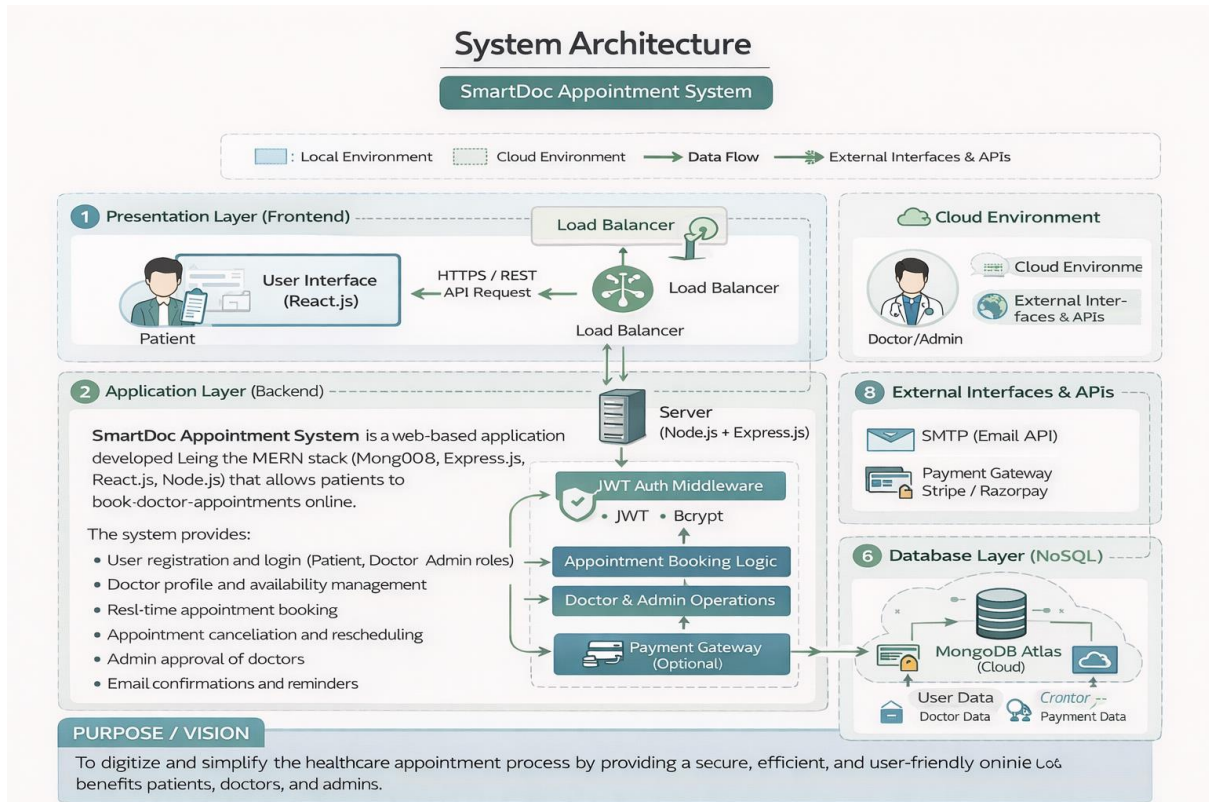 System Architecture
SmartDoc Appointment System
: Local Environment
Cloud Environment
Data Flow
External Interfaces & APIs
1 Presentation Layer (Frontend)
Load Balancer
User Interface
(React.js)
Patient
HTTPS / REST
API Request
Load Balancer
Load Balancer
Cloud Environment
Cloud Environme
External Inter-
faces & APIs
Doctor/Admin
2 Application Layer (Backend)
Server
(Node.js + Express.js)
SmartDoc Appointment System is a web-based application
developed Leing the MERN stack (Mong008, Express.js,
React.js, Node.js) that allows patients to
book-doctor-appointments online.
The system provides:
• User registration and login (Patient, Doctor Admin roles)
• Doctor profile and availability management
• Resl-time appointment booking
• Appointment canceliation and rescheduling
• Admin approval of doctors
• Email confirmations and reminders
JWT Auth Middleware
• JWT • Bcrypt
Appointment Booking Logic
Doctor & Admin Operations
Payment Gateway
(Optional)
8 External Interfaces & APIs
SMTP (Email API)
Payment Gateway
Stripe / Razorpay
6 Database Layer (NoSQL)
MongoDB Atlas
(Cloud)
User Data
Doctor Data
Crontor
Payment Data
PURPOSE / VISION
To digitize and simplify the healthcare appointment process by providing a secure, efficient, and user-friendly oninie
benefits patients, doctors, and admins.